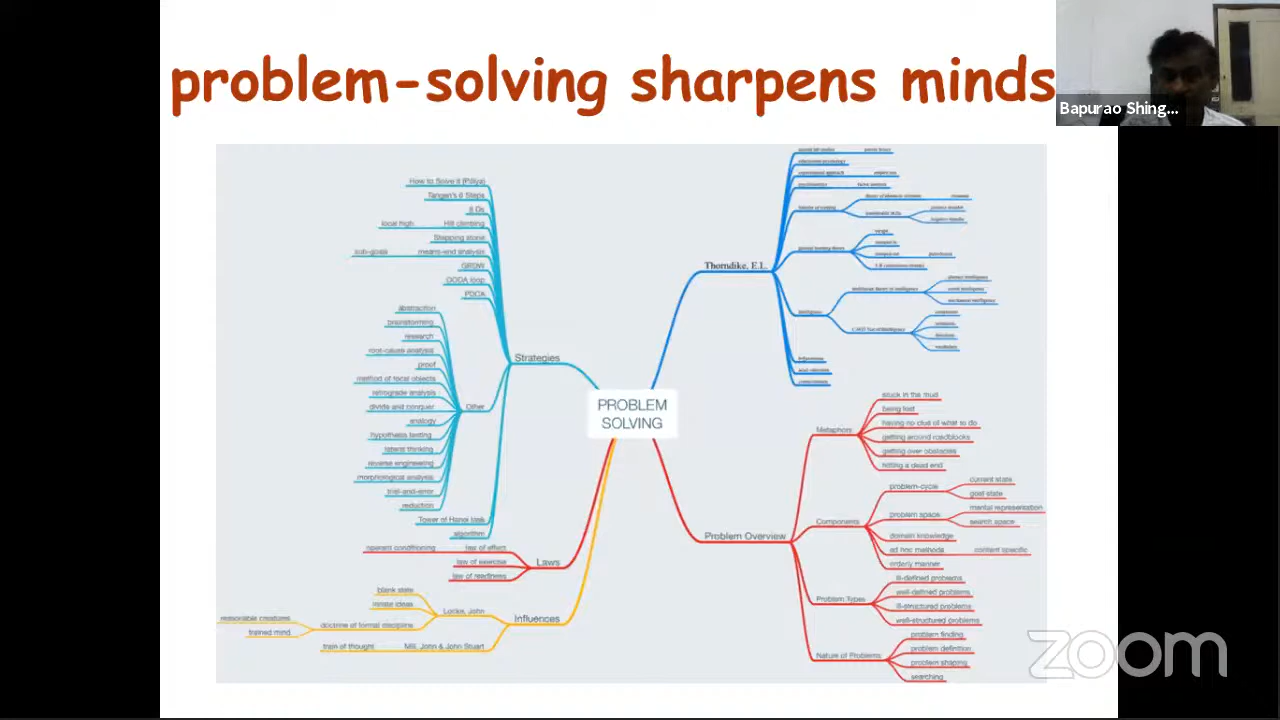 problem-solving sharpens minds
Bapurao Shing...
PROBLEM
SOLVING
Strategies
How to Solve it (Pólya)
Tangen's 6 Steps
8 Ds
local high
Hill climbing
Stepping stone
sub-goals
means-end analysis
GROW
OODA loop
PDCA
Other
abstraction
brainstorming
research
root-cause analysis
proof
method of focal objects
retrograde analysis
divide and conquer
analogy
hypothesis testing
lateral thinking
reverse engineering
morphological analysis
trial-and-error
reduction
Tower of Hanoi task
algorithm
Laws
operant conditioning
law of effect
law of exercise
law of readiness
Influences
Locke, John
blank slate
innate ideas
doctrine of formal discipline
reasonable creatures
trained mind
train of thought
Mill, John & John Stuart
Thorndike, E.L.
Problem Overview
Metaphors
stuck in the mud
being lost
having no clue of what to do
getting around roadblocks
getting over obstacles
hitting a dead end
Components
problem-cycle
current state
goal state
problem space
mental representation
search space
domain knowledge
ad hoc methods
content specific
orderly manner
Problem Types
ill-defined problems
well-defined problems
ill-structured problems
well-structured problems
Nature of Problems
problem finding
problem definition
problem shaping
searching
zoom